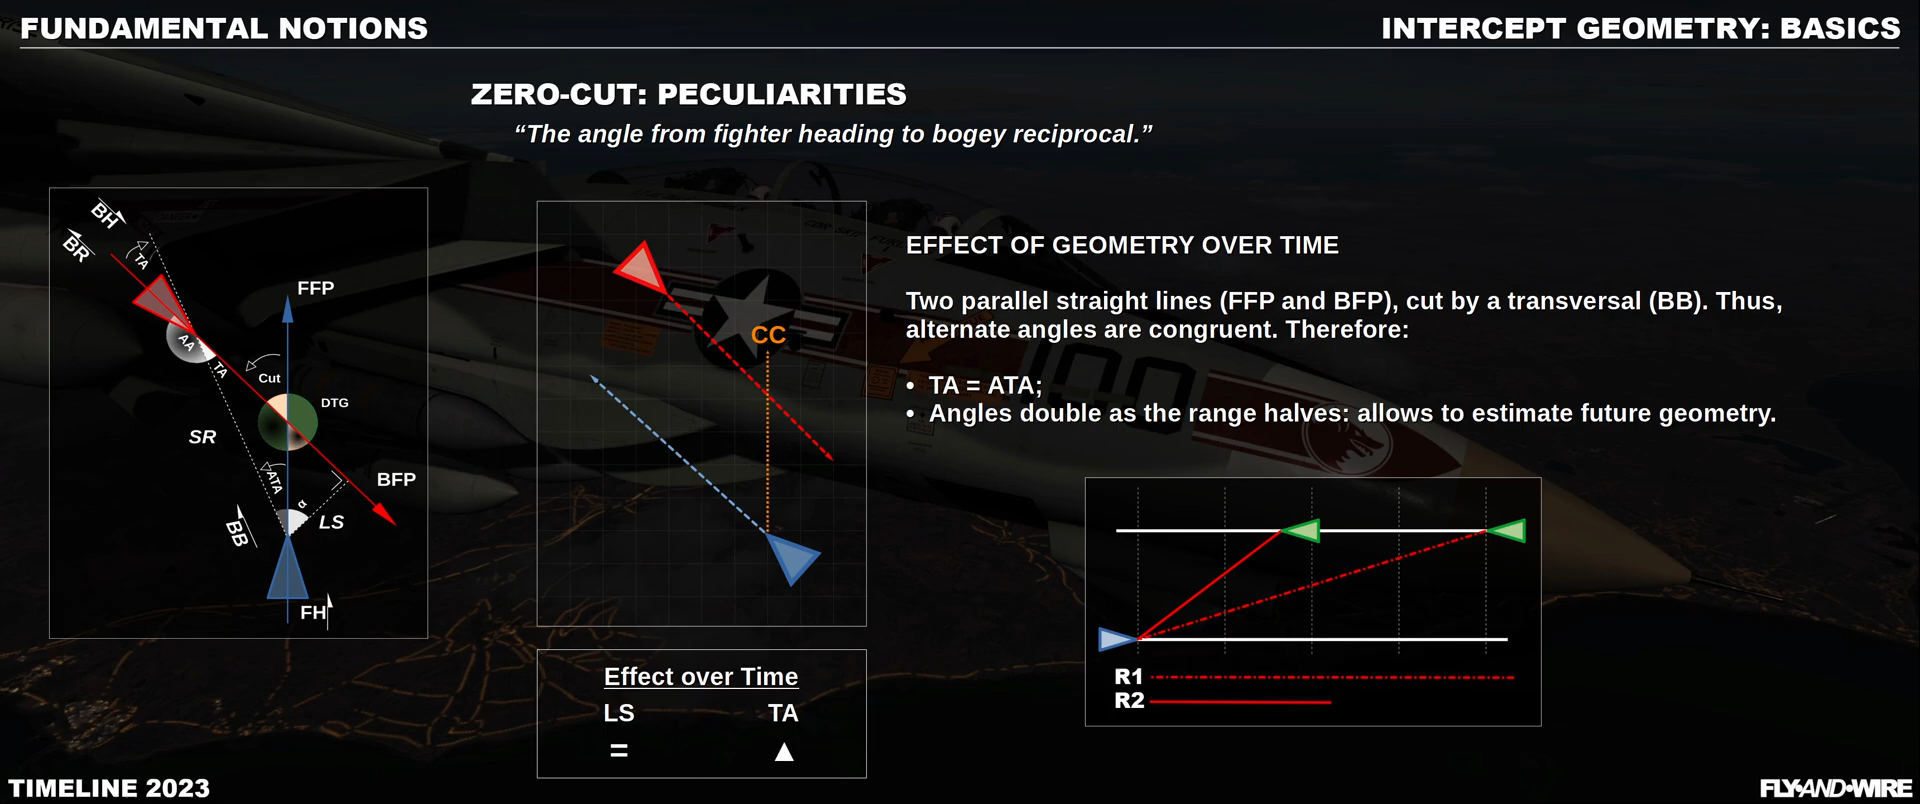 FUNDAMENTAL NOTIONS
INTERCEPT GEOMETRY: BASICS
ZERO-CUT: PECULIARITIES
“The angle from fighter heading to bogey reciprocal.”
BH
BR
TA
FFP
AA
TA
Cut
DTG
SR
ATA
BFP
α
LS
BB
FH
CC
EFFECT OF GEOMETRY OVER TIME
Two parallel straight lines (FFP and BFP), cut by a transversal (BB). Thus,
alternate angles are congruent. Therefore:
• TA = ATA;
• Angles double as the range halves: allows to estimate future geometry.
R1
R2
Effect over Time
LS TA
= ▲
TIMELINE 2023
FLY•AND•WIRE